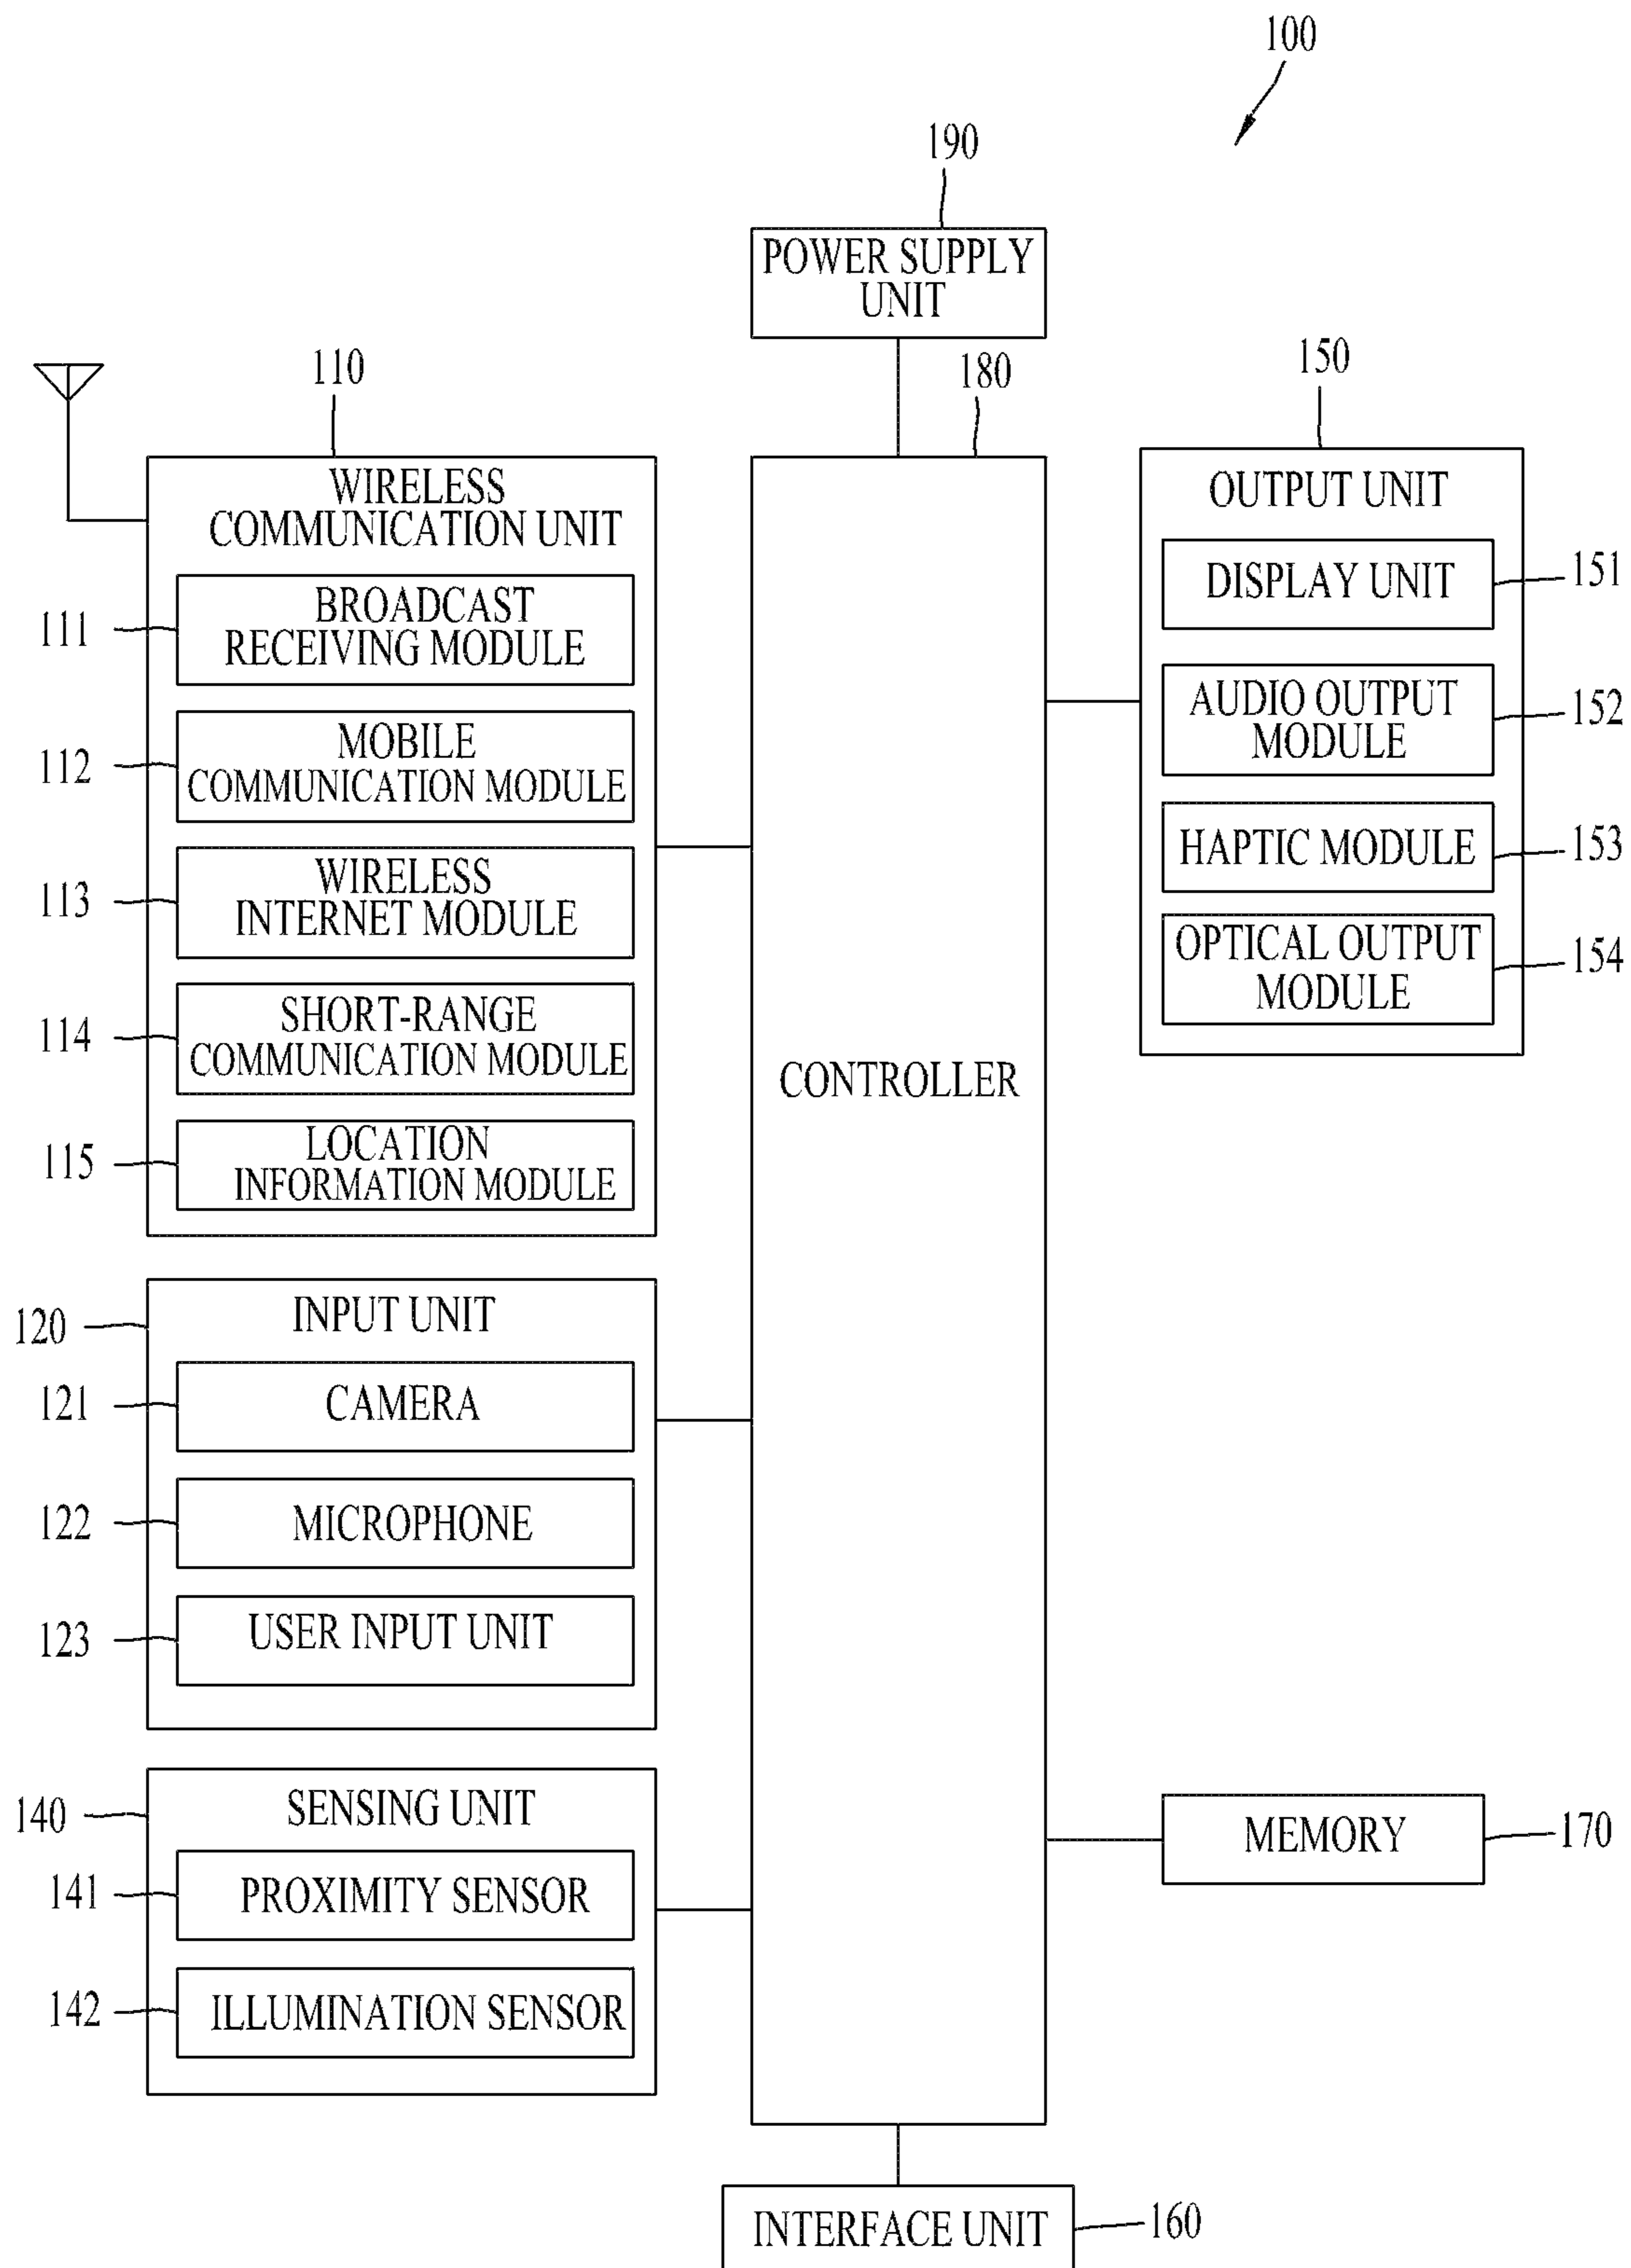 100
190
POWER SUPPLY
UNIT
110
180
150
WIRELESS
COMMUNICATION UNIT
111
BROADCAST
RECEIVING MODULE
112
MOBILE
COMMUNICATION MODULE
113
WIRELESS
INTERNET MODULE
114
SHORT-RANGE
COMMUNICATION MODULE
115
LOCATION
INFORMATION MODULE
120
INPUT UNIT
121
CAMERA
122
MICROPHONE
123
USER INPUT UNIT
140
SENSING UNIT
141
PROXIMITY SENSOR
142
ILLUMINATION SENSOR
CONTROLLER
OUTPUT UNIT
DISPLAY UNIT
151
AUDIO OUTPUT
MODULE
152
HAPTIC MODULE
153
OPTICAL OUTPUT
MODULE
154
MEMORY
170
INTERFACE UNIT
160